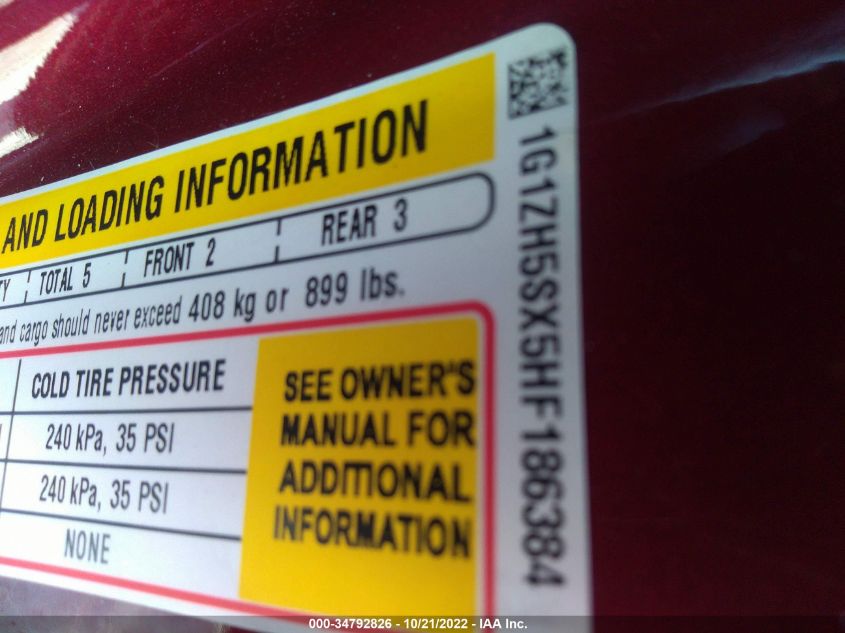 AND LOADING INFORMATION
TY TOTAL 5 FRONT 2 REAR 3
and cargo should never exceed 408 kg or 899 lbs.
COLD TIRE PRESSURE
240 kPa, 35 PSI
240 kPa, 35 PSI
NONE
SEE OWNER'S
MANUAL FOR
ADDITIONAL
INFORMATION
1G1ZH5SX5HF186384
000-34792826 - 10/21/2022 - IAA Inc.